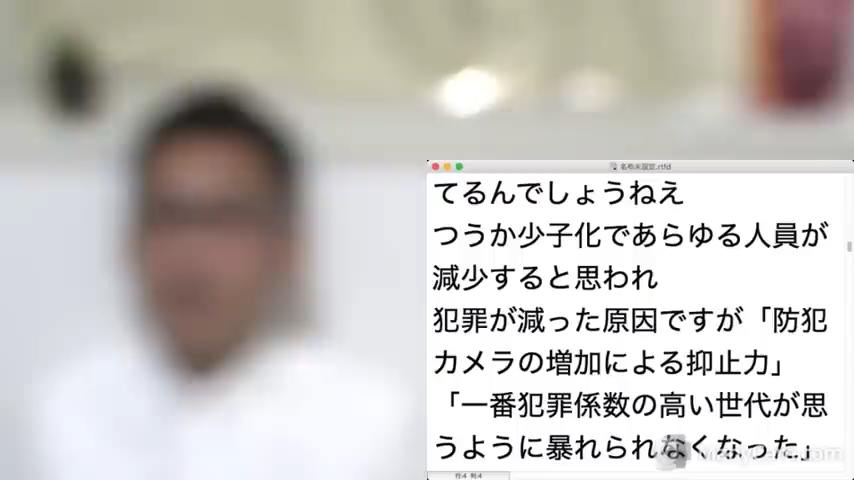 名称未設定.rtfd
てるんでしょうねえ
つうか少子化であらゆる人員が
減少すると思われ
犯罪が減った原因ですが「防犯
カメラの増加による抑止力」
「一番犯罪係数の高い世代が思
うように暴れられなくなった」
ManyCam.com